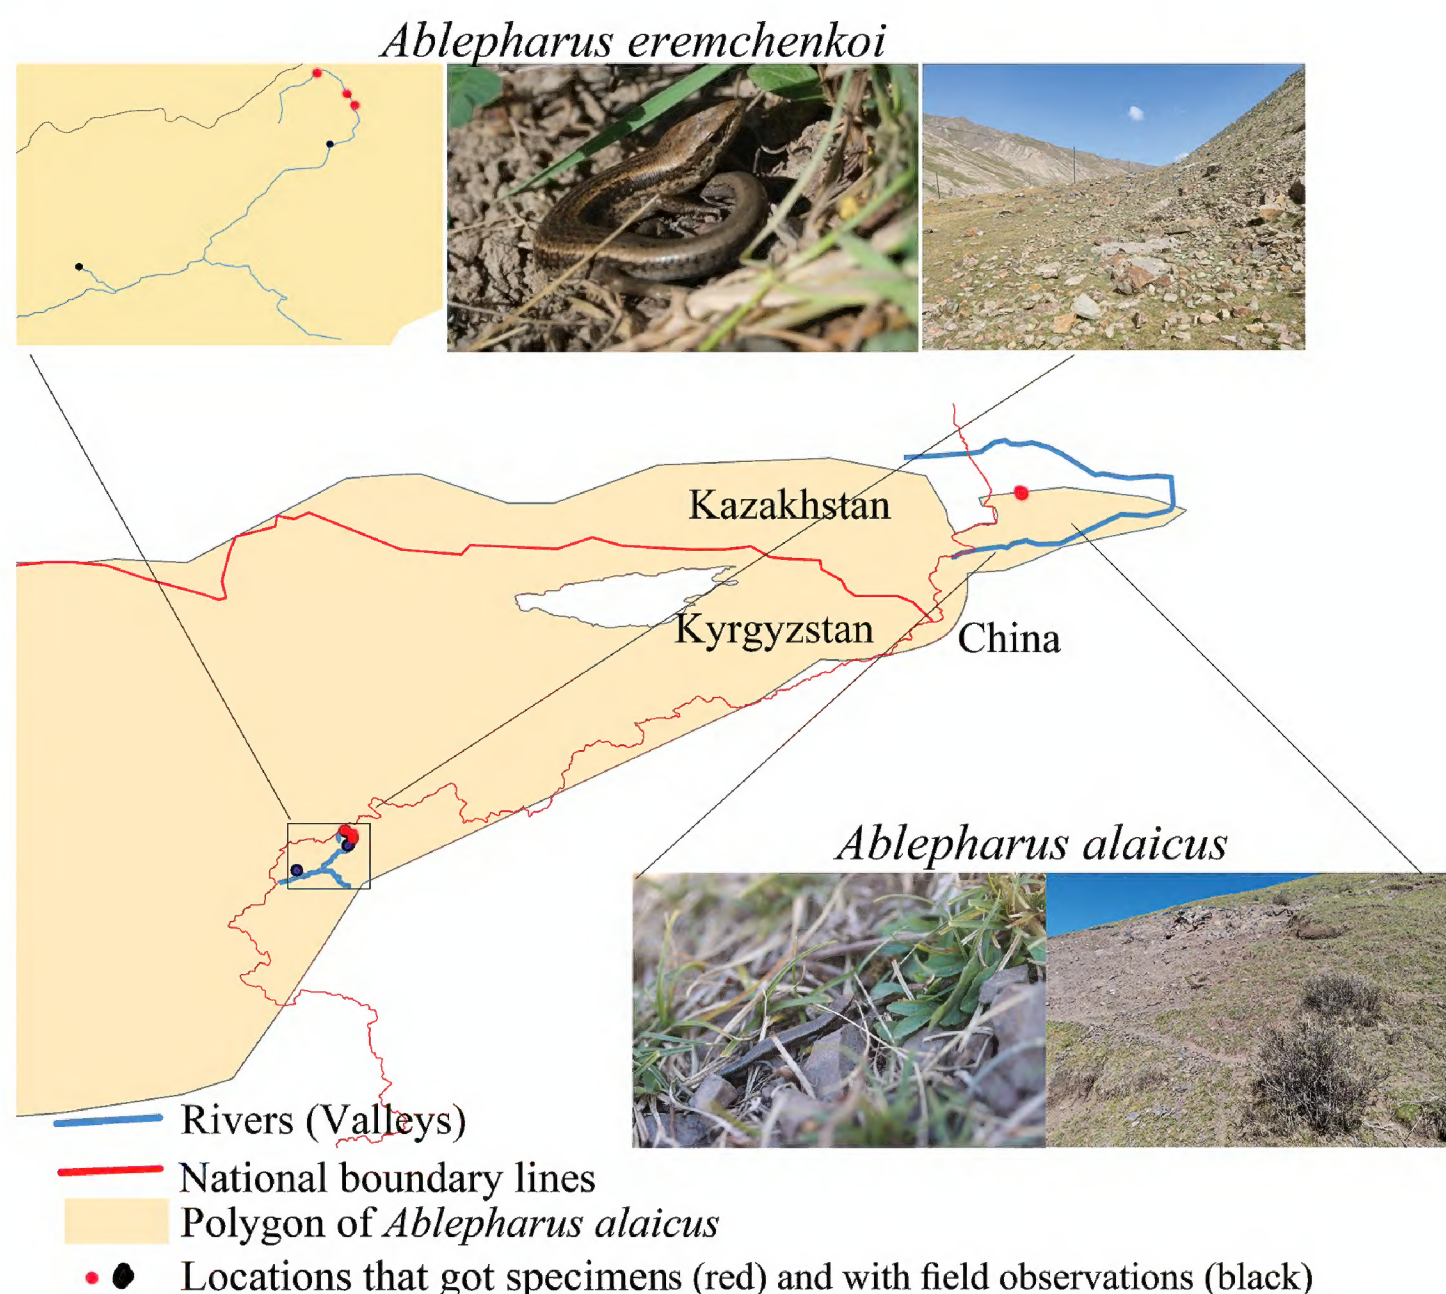 Ablepharus eremchenkoi
Kazakhstan
Kyrgyzstan
China
Ablepharus alaicus
Rivers (Valleys)
National boundary lines
Polygon of Ablepharus alaicus
Locations that got specimens (red) and with field observations (black)